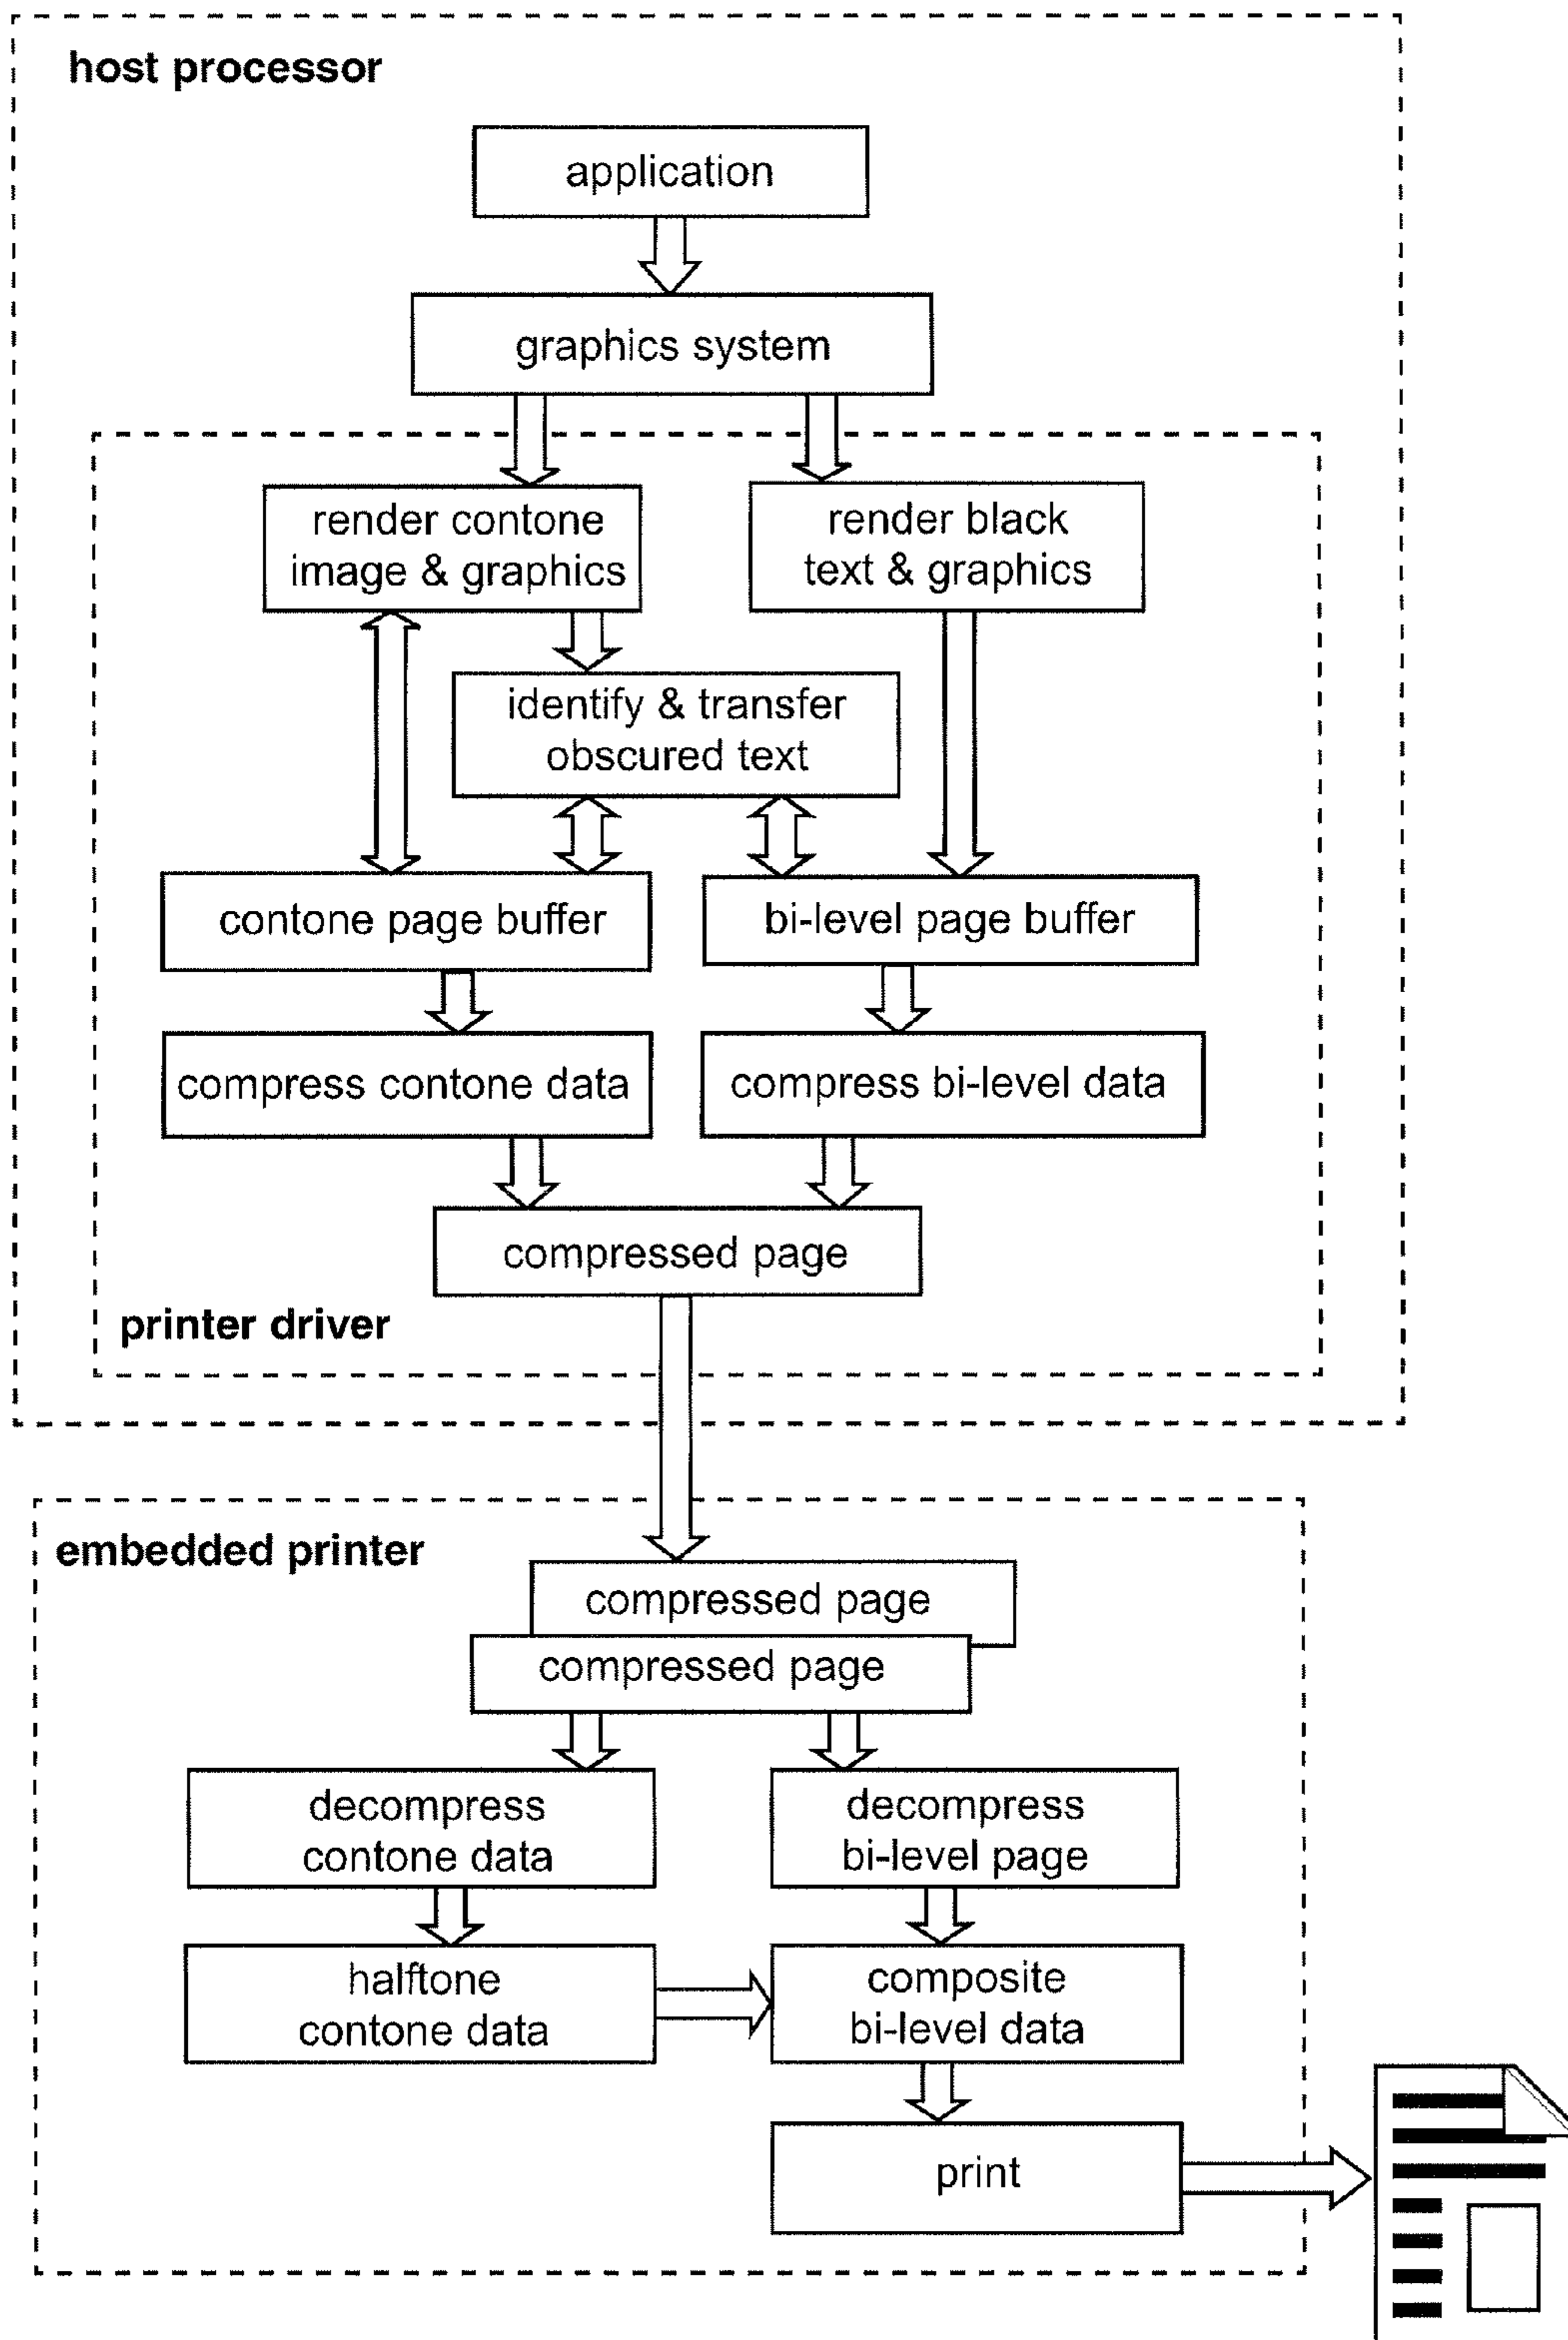 host processor
application
graphics system
render contone
image & graphics
render black
text & graphics
identify & transfer
obscured text
contone page buffer
bi-level page buffer
compress contone data
compress bi-level data
compressed page
printer driver
embedded printer
compressed page
compressed page
decompress
contone data
decompress
bi-level page
halftone
contone data
composite
bi-level data
print